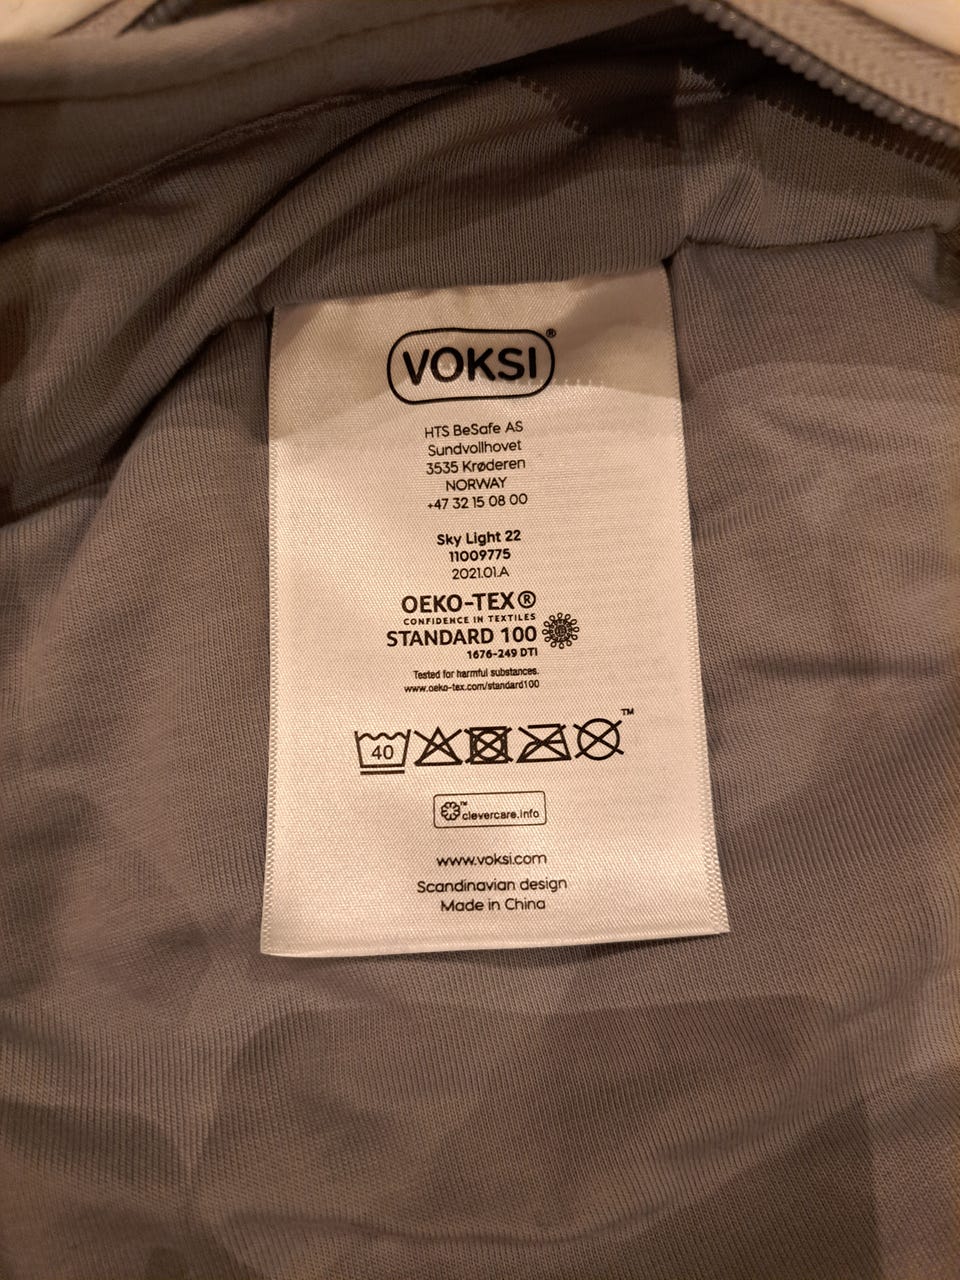 VOKSI®
HTS BeSafe AS
Sundvollhovet
3535 Krøderen
NORWAY
+47 32 15 08 00
Sky Light 22
11009775
2021.01.A
OEKO-TEX®
CONFIDENCE IN TEXTILES
STANDARD 100
1676-249 DTI
Tested for harmful substances.
www.oeko-tex.com/standard100
40
™
™ clevercare.info
www.voksi.com
Scandinavian design
Made in China